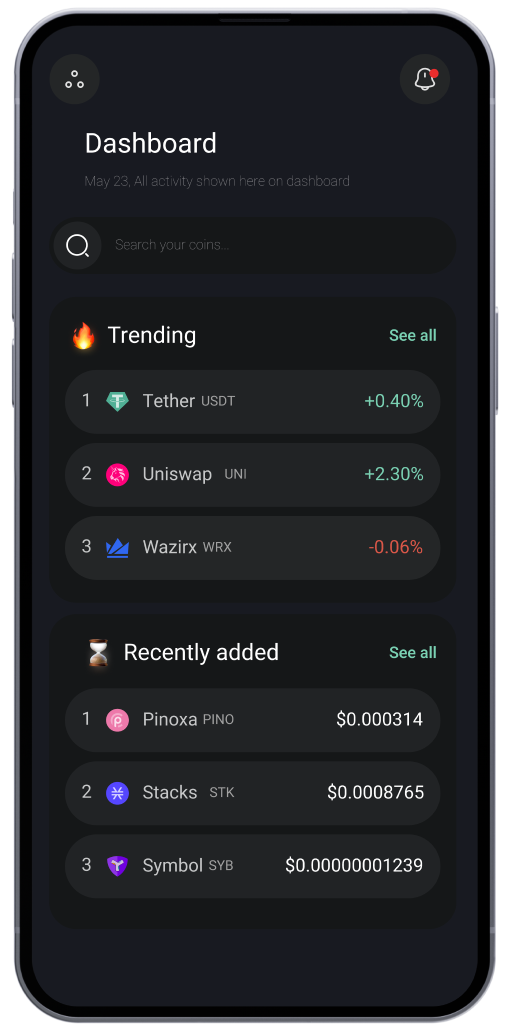 Dashboard
May 23, All activity shown here on dashboard
Search your coins...
Trending See all
1 Tether USDT +0.40%
2 Uniswap UNI +2.30%
3 Wazirx WRX -0.06%
Recently added See all
1 Pinoxa PINO $0.000314
2 Stacks STK $0.0008765
3 Symbol SYB $0.00000001239